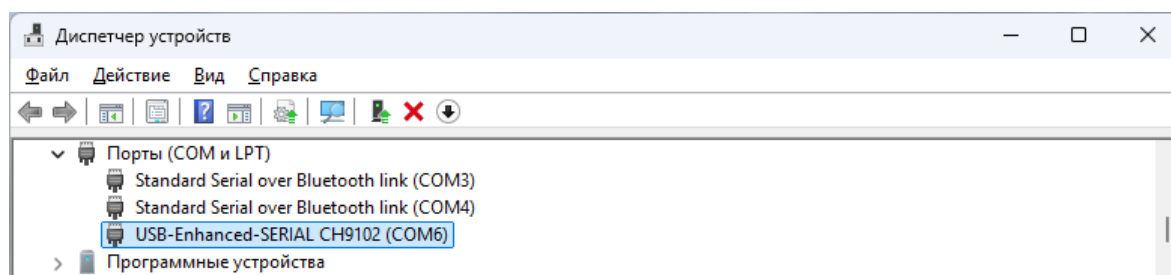 Диспетчер устройств
Файл Действие Вид Справка
Порты (COM и LPT)
Standard Serial over Bluetooth link (COM3)
Standard Serial over Bluetooth link (COM4)
USB-Enhanced-SERIAL CH9102 (COM6)
Программные устройства